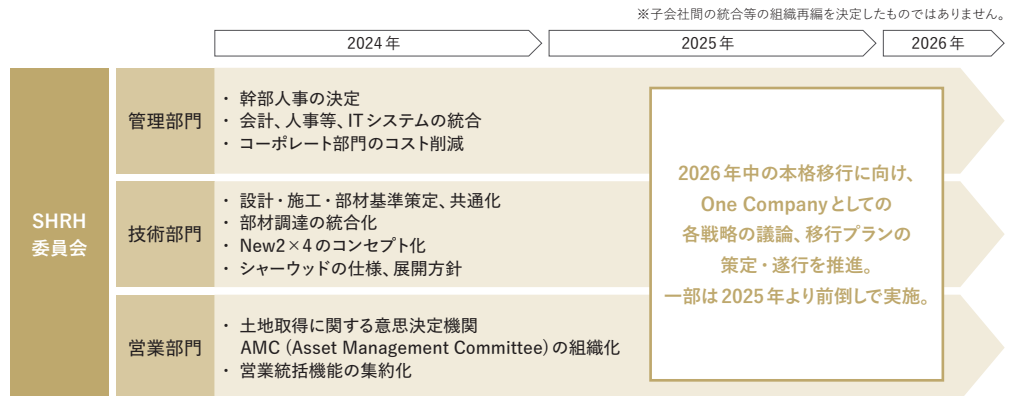 ※子会社間の統合等の組織再編を決定したものではありません。
2024年
2025年
2026年
SHRH
委員会
管理部門
・ 幹部人事の決定
・ 会計、人事等、ITシステムの統合
・ コーポレート部門のコスト削減
技術部門
・ 設計・施工・部材基準策定、共通化
・ 部材調達の統合化
・ New2×4のコンセプト化
・ シャーウッドの仕様、展開方針
営業部門
・ 土地取得に関する意思決定機関
AMC（Asset Management Committee）の組織化
・ 営業統括機能の集約化
2026年中の本格移行に向け、
One Companyとしての
各戦略の議論、移行プランの
策定・遂行を推進。
一部は2025年より前倒しで実施。